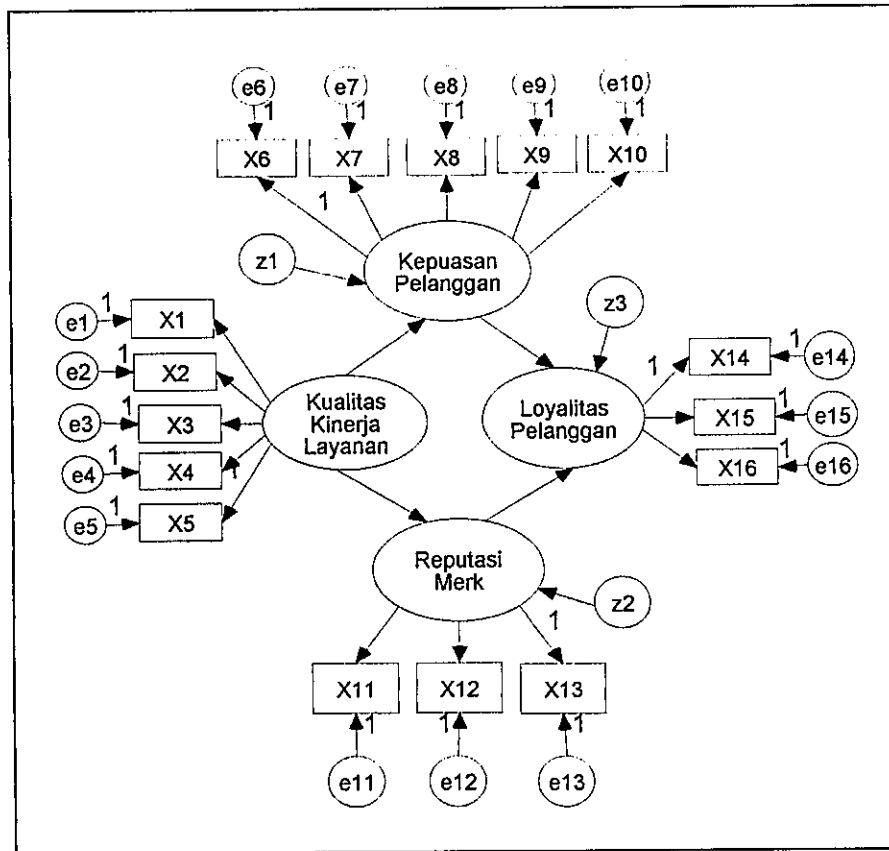 e6 e7 e8 e9 e10
1 1 1 1 1
X6 X7 X8 X9 X10
1
z1
Kepuasan
Pelanggan
z3
e1 1 X1
e2 1 X2
e3 1 X3
e4 1 X4
1
e5 1 X5
Kualitas
Kinerja
Layanan
Loyalitas
Pelanggan
1 X14 1 e14
X15 1 e15
X16 1 e16
Reputasi
Merk
z2
1
X11 X12 X13
1 1 1
e11 e12 e13